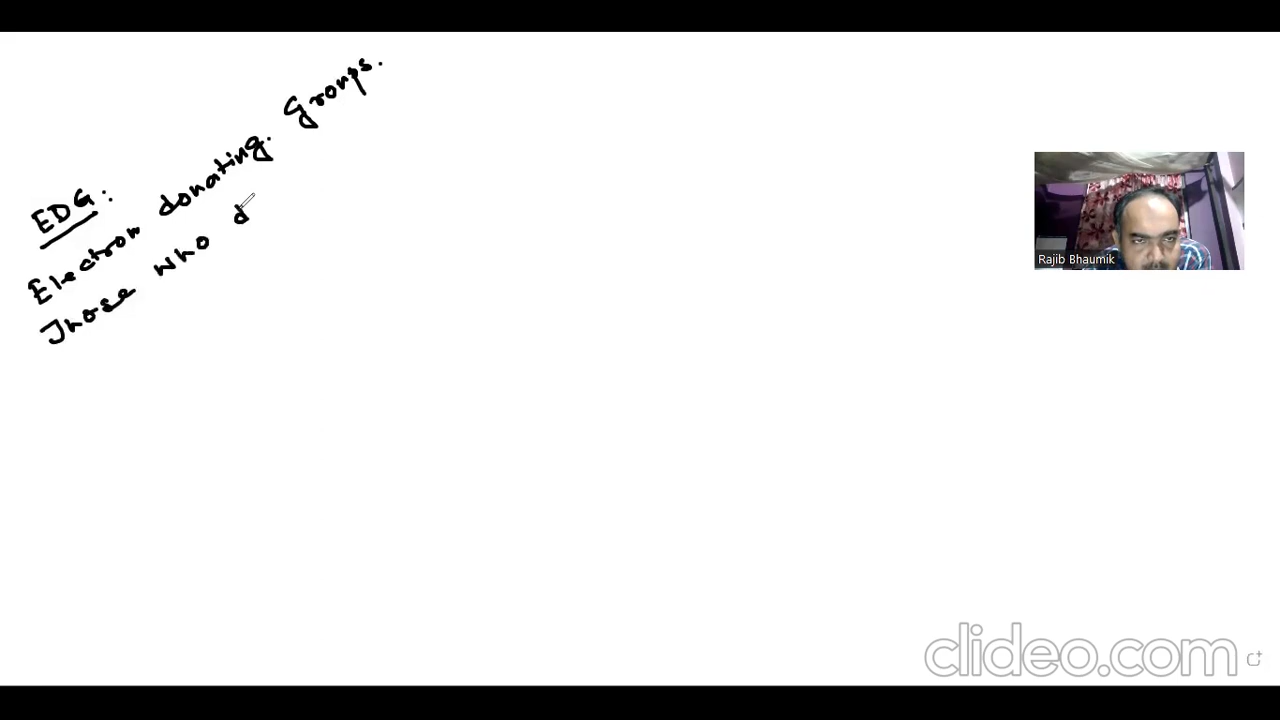 EDG:
Electron donating. Groups.
Those who d
Rajib Bhaumik
clideo.com